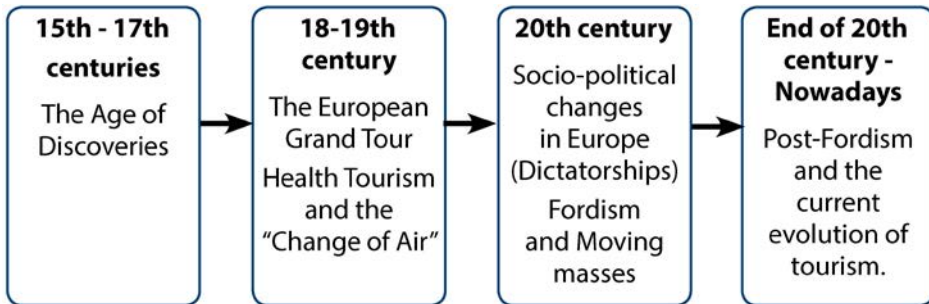 15th - 17th
centuries
The Age of
Discoveries
18-19th
century
The European
Grand Tour
Health Tourism
and the
“Change of Air”
20th century
Socio-political
changes
in Europe
(Dictatorships)
Fordism
and Moving
masses
End of 20th
century -
Nowadays
Post-Fordism
and the
current
evolution of
tourism.